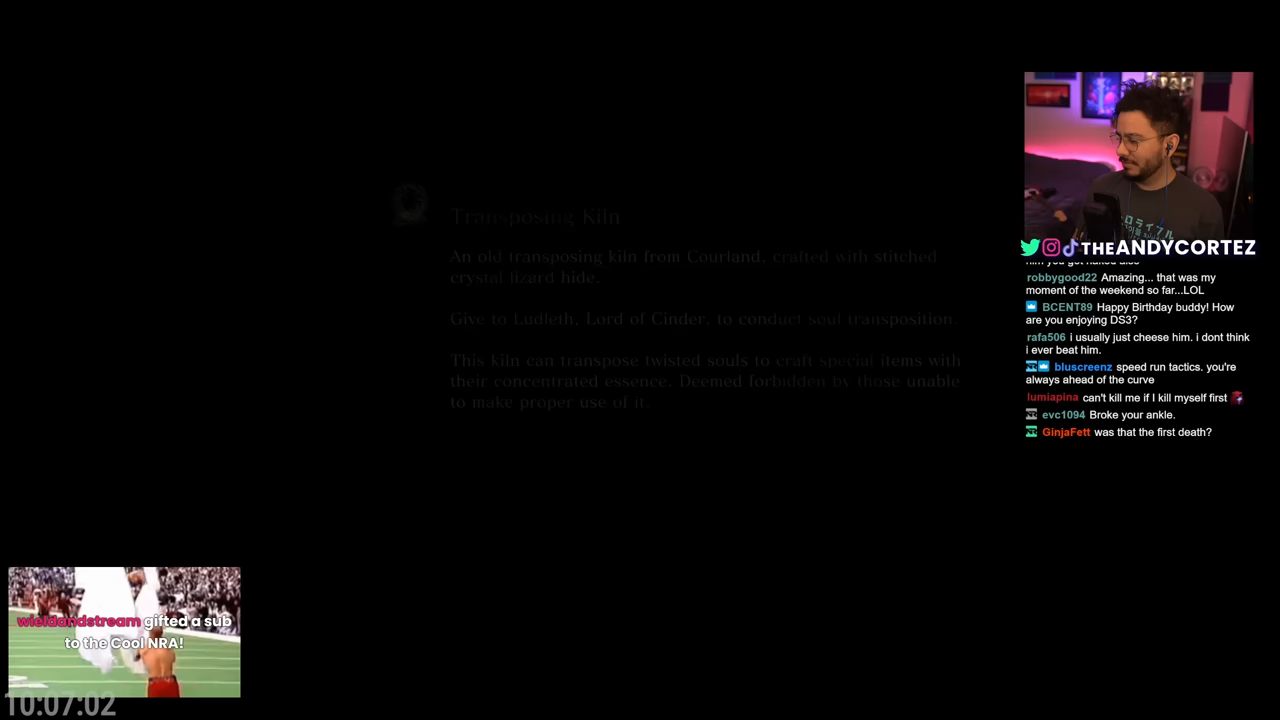 Transposing Kiln
An old transposing kiln from Courland, crafted with stitched
crystal lizard hide.
Give to Ludleth, Lord of Cinder, to conduct soul transposition.
This kiln can transpose twisted souls to craft special items with
their concentrated essence. Deemed forbidden by those unable
to make proper use of it.
THEANDYCORTEZ
robbygood22 Amazing... that was my
moment of the weekend so far...LOL
BCENT89 Happy Birthday buddy! How
are you enjoying DS3?
rafa506 i usually just cheese him. i dont think
i ever beat him.
bluscreenz speed run tactics. you're
always ahead of the curve
lumiapina can't kill me if I kill myself first
evc1094 Broke your ankle.
GinjaFett was that the first death?
wieldandstream gifted a sub
to the Cool NRA!
10:07:02